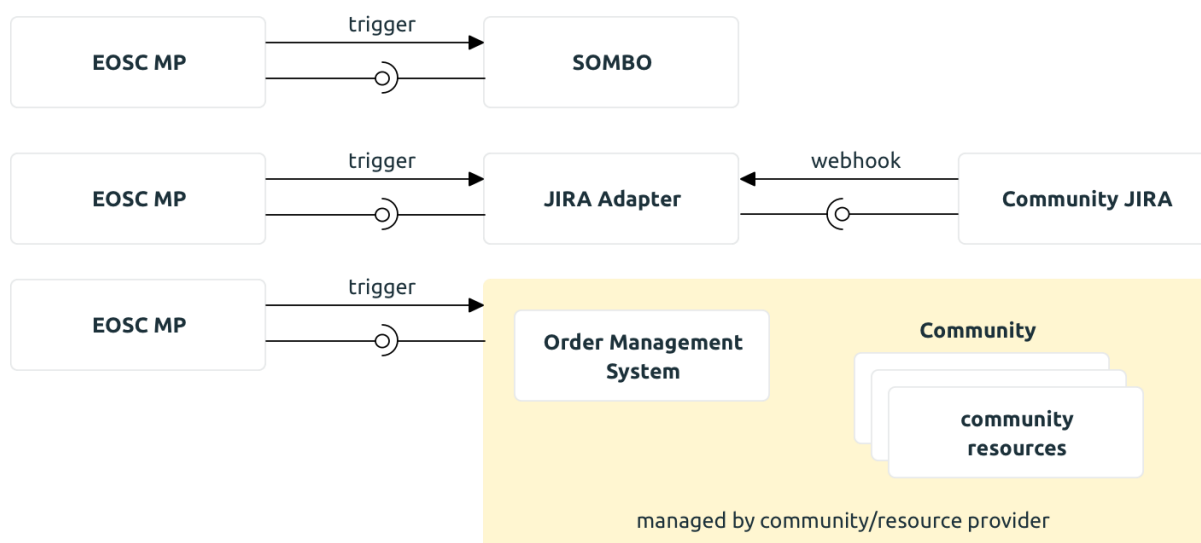 trigger
EOSC MP
SOMBO
trigger
webhook
EOSC MP
JIRA Adapter
Community JIRA
trigger
EOSC MP
Order Management
System
Community
community
resources
managed by community/resource provider